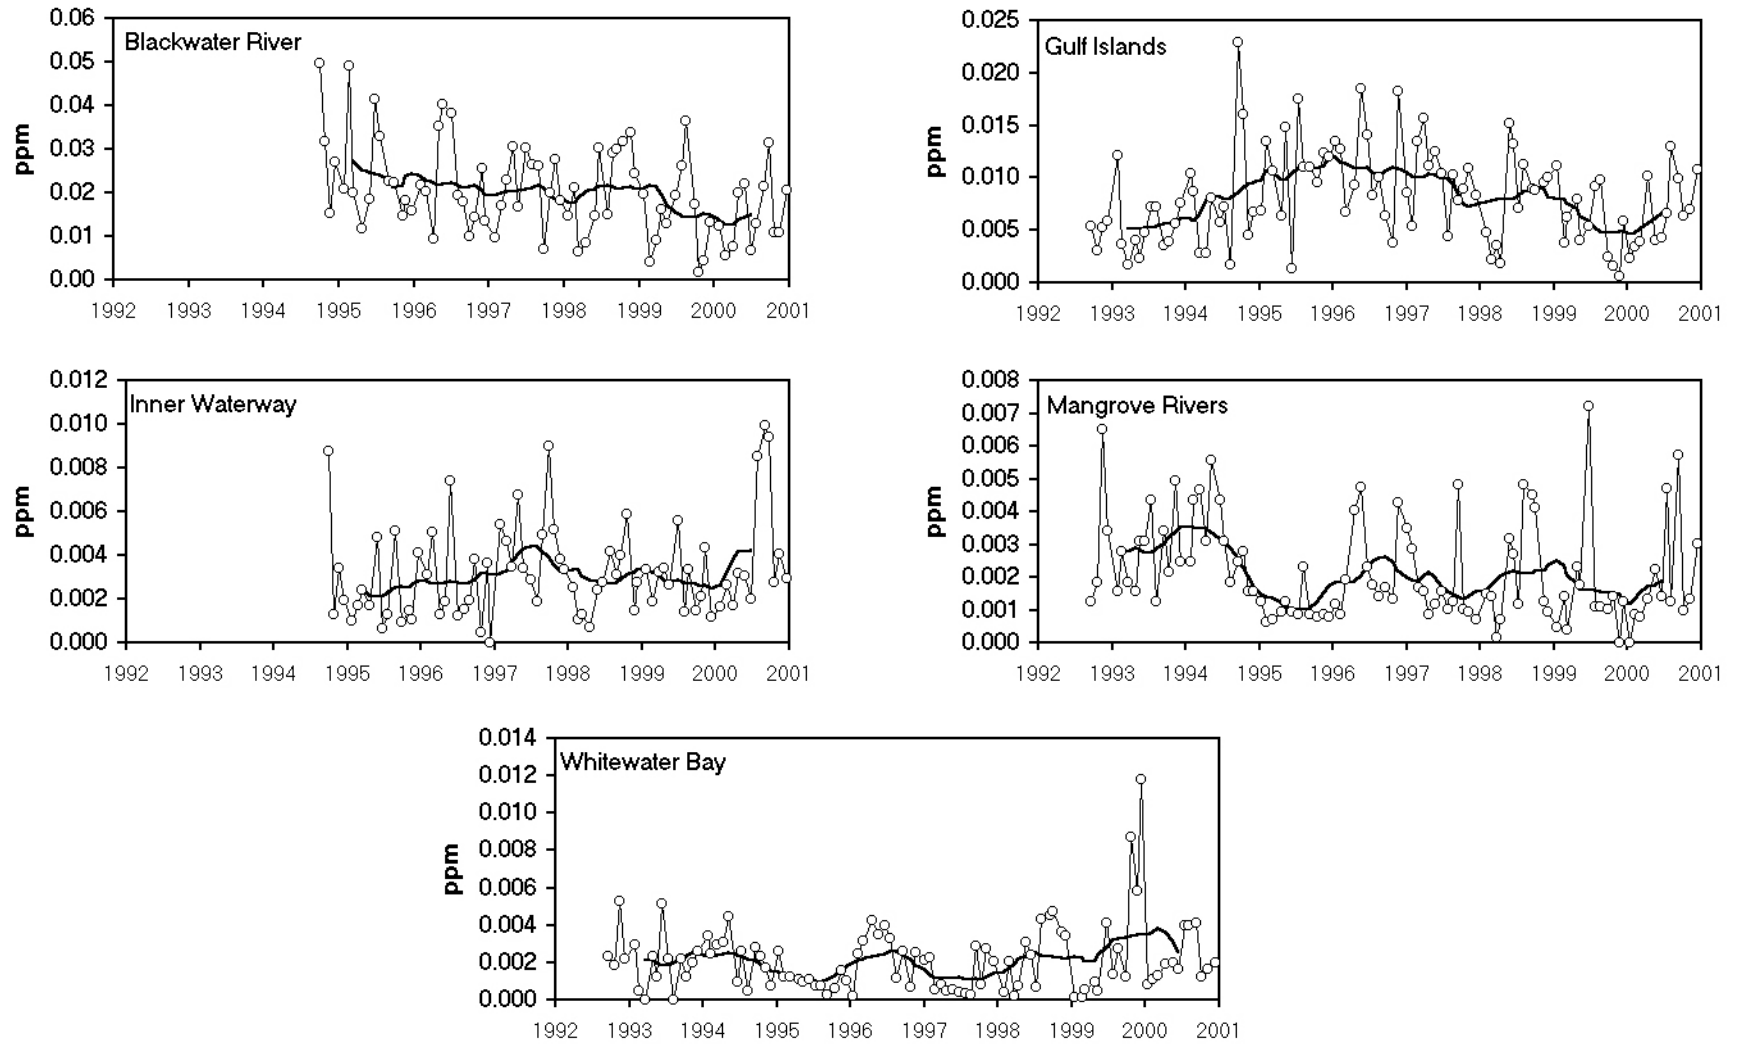 Blackwater River
ppm
0.06
0.05
0.04
0.03
0.02
0.01
0.00
1992 1993 1994 1995 1996 1997 1998 1999 2000 2001
Gulf Islands
ppm
0.025
0.020
0.015
0.010
0.005
0.000
1992 1993 1994 1995 1996 1997 1998 1999 2000 2001
Inner Waterway
ppm
0.012
0.010
0.008
0.006
0.004
0.002
0.000
1992 1993 1994 1995 1996 1997 1998 1999 2000 2001
Mangrove Rivers
ppm
0.008
0.007
0.006
0.005
0.004
0.003
0.002
0.001
0.000
1992 1993 1994 1995 1996 1997 1998 1999 2000 2001
Whitewater Bay
ppm
0.014
0.012
0.010
0.008
0.006
0.004
0.002
0.000
1992 1993 1994 1995 1996 1997 1998 1999 2000 2001